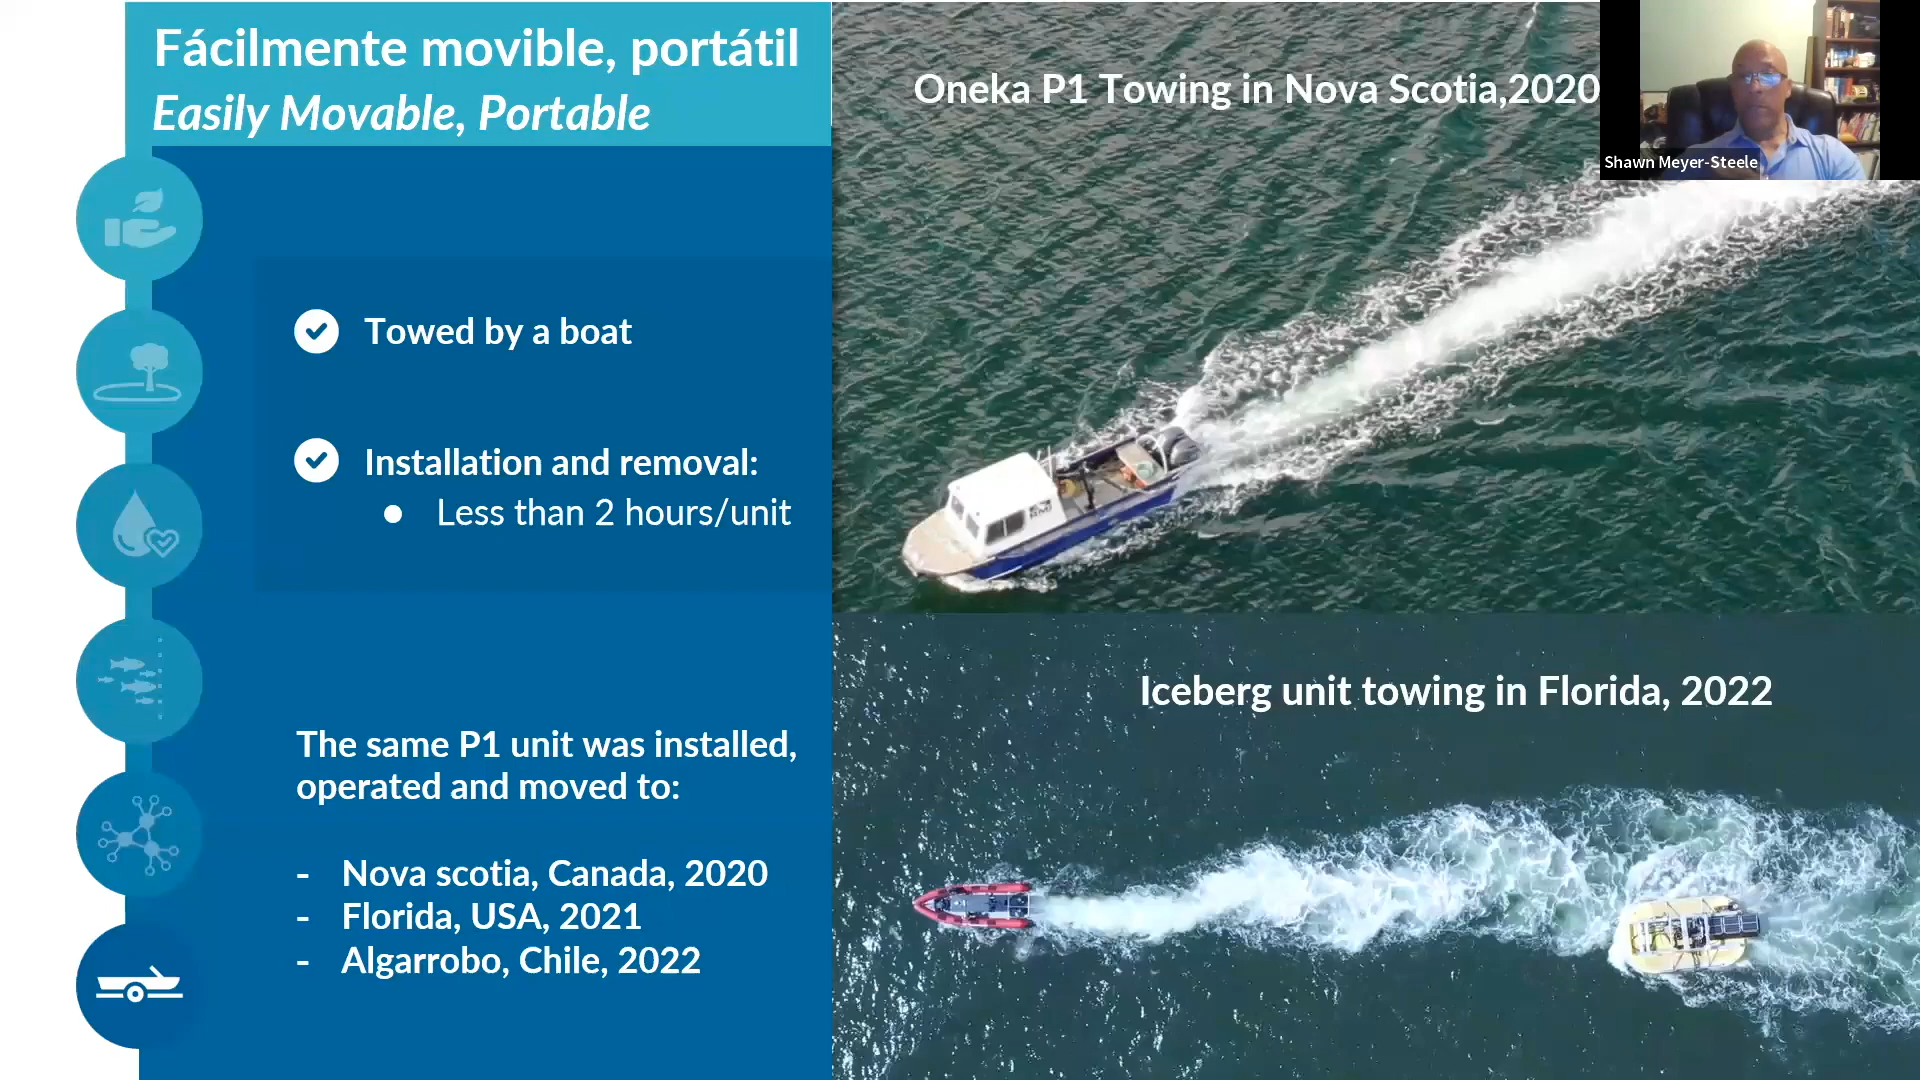 Fácilmente movible, portátil
Easily Movable, Portable
Towed by a boat
Installation and removal:
● Less than 2 hours/unit
The same P1 unit was installed,
operated and moved to:
- Nova scotia, Canada, 2020
- Florida, USA, 2021
- Algarrobo, Chile, 2022
Oneka P1 Towing in Nova Scotia,2020
Shawn Meyer-Steele
Iceberg unit towing in Florida, 2022